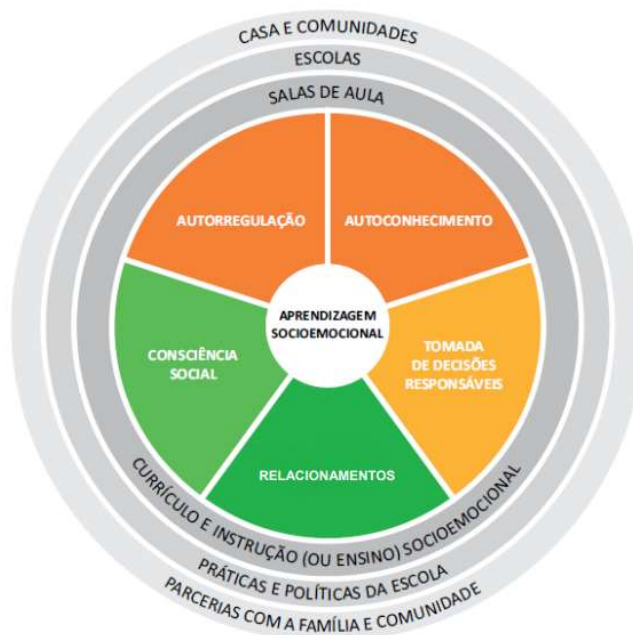 CASA E COMUNIDADES
ESCOLAS
SALAS DE AULA
AUTORREGULAÇÃO
AUTOCONHECIMENTO
APRENDIZAGEM
SOCIOEMOCIONAL
CONSCIÊNCIA
SOCIAL
TOMADA
DE DECISÕES
RESPONSÁVEIS
RELACIONAMENTOS
CURRÍCULO E INSTRUÇÃO (OU ENSINO) SOCIOEMOCIONAL
PRÁTICAS E POLÍTICAS DA ESCOLA
PARCERIAS COM A FAMÍLIA E COMUNIDADE